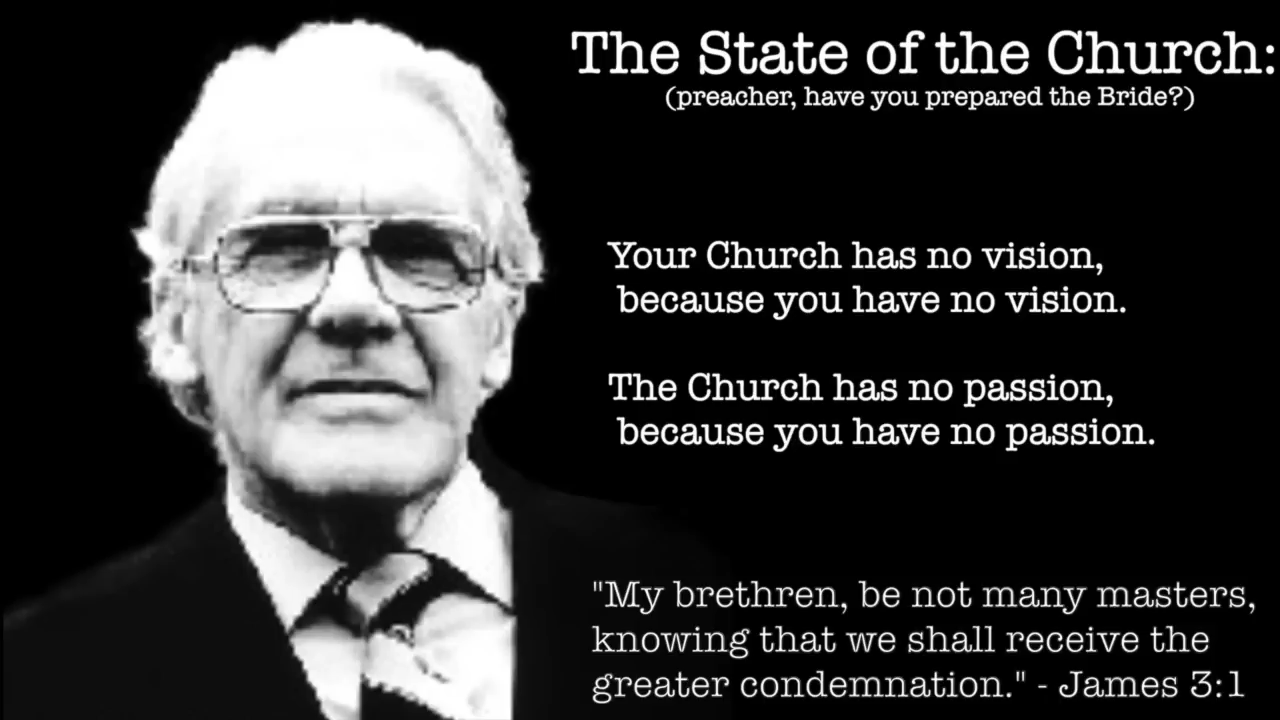 The State of the Church:
(preacher, have you prepared the Bride?)
Your Church has no vision,
because you have no vision.
The Church has no passion,
because you have no passion.
"My brethren, be not many masters,
knowing that we shall receive the
greater condemnation." - James 3:1